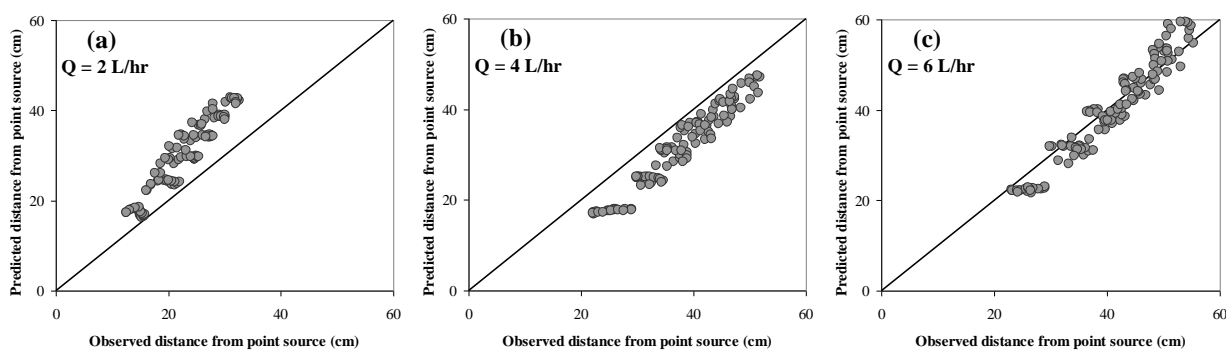 Predicted distance from point source (cm)
60
40
20
0
(a)
Q = 2 L/hr
0
20
40
60
Observed distance from point source (cm)
Predicted distance from point source (cm)
60
40
20
0
(b)
Q = 4 L/hr
0
20
40
60
Observed distance from point source (cm)
Predicted distance from point source (cm)
60
40
20
0
(c)
Q = 6 L/hr
0
20
40
60
Observed distance from point source (cm)